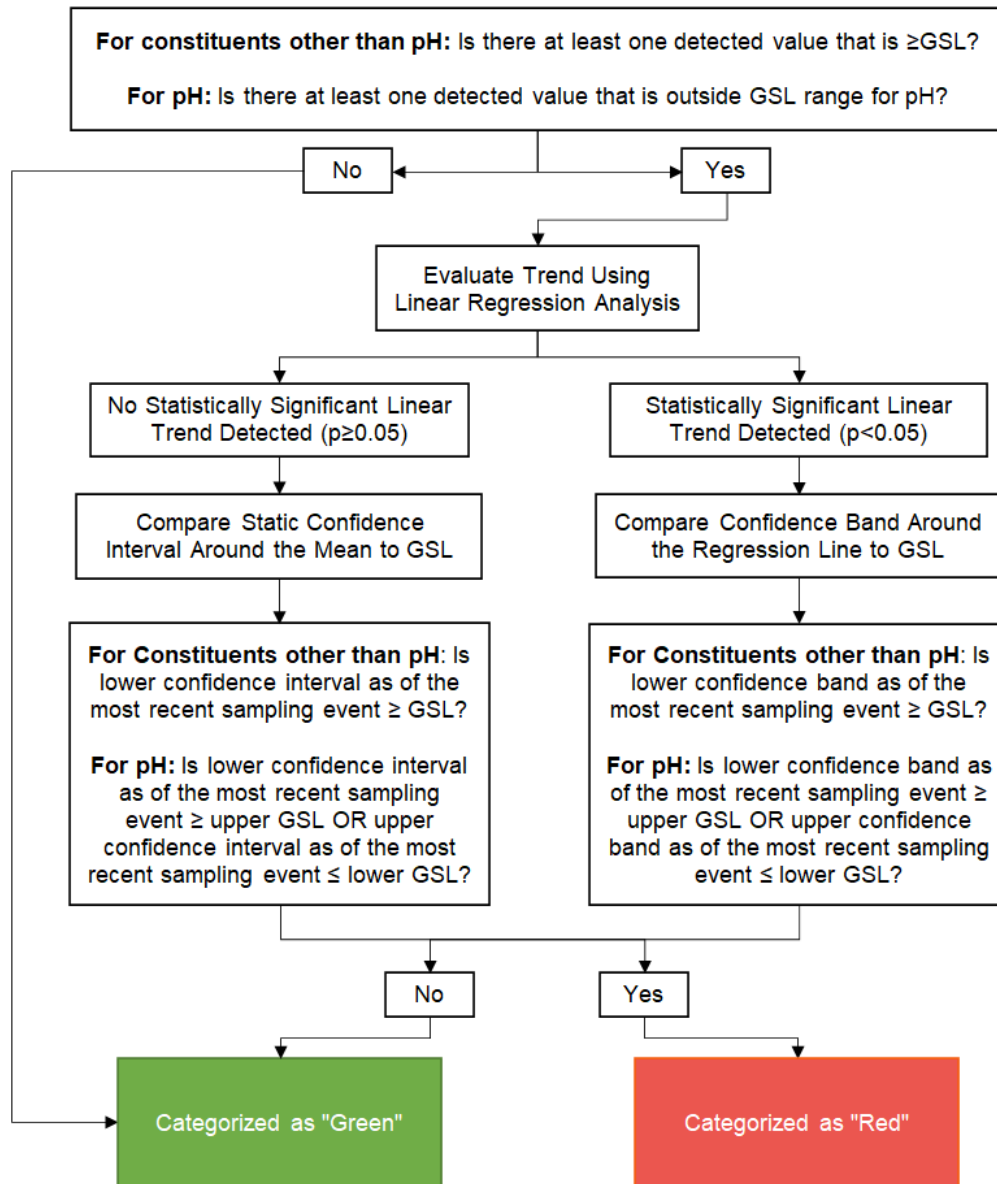 For constituents other than pH: Is there at least one detected value that is ≥GSL?
For pH: Is there at least one detected value that is outside GSL range for pH?
No
Yes
Evaluate Trend Using
Linear Regression Analysis
No Statistically Significant Linear
Trend Detected (p≥0.05)
Statistically Significant Linear
Trend Detected (p<0.05)
Compare Static Confidence
Interval Around the Mean to GSL
Compare Confidence Band Around
the Regression Line to GSL
For Constituents other than pH: Is
lower confidence interval as of the
most recent sampling event ≥ GSL?
For pH: Is lower confidence interval
as of the most recent sampling
event ≥ upper GSL OR upper
confidence interval as of the most
recent sampling event ≤ lower GSL?
For Constituents other than pH: Is
lower confidence band as of the
most recent sampling event ≥ GSL?
For pH: Is lower confidence band as
of the most recent sampling event ≥
upper GSL OR upper confidence
band as of the most recent sampling
event ≤ lower GSL?
No
Yes
Categorized as "Green"
Categorized as "Red"